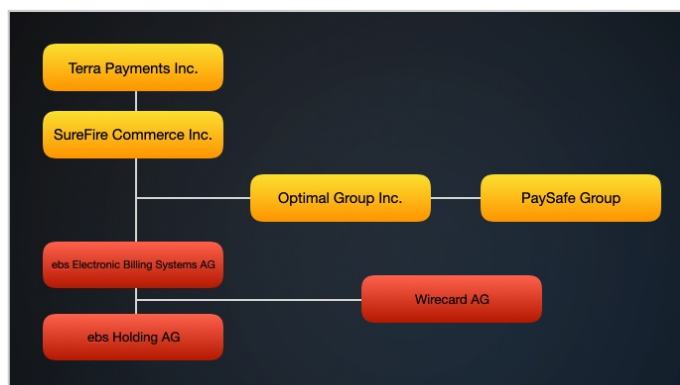 Terra Payments Inc.
SureFire Commerce Inc.
Optimal Group Inc.
PaySafe Group
ebs Electronic Billing Systems AG
Wirecard AG
ebs Holding AG